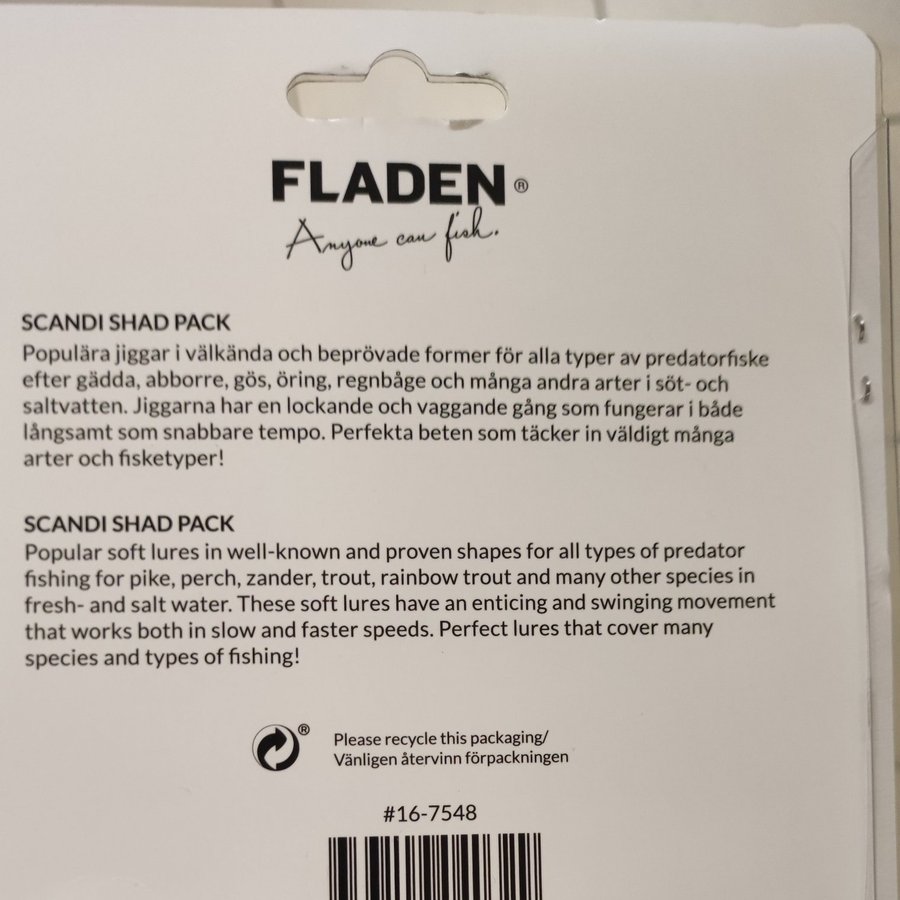 FLADEN®
Anyone can fish.
SCANDI SHAD PACK
Populära jiggar i välkända och beprövade former för alla typer av predatorfiske
efter gädda, abborre, gös, öring, regnbåge och många andra arter i söt- och
saltvatten. Jiggarna har en lockande och vaggande gång som fungerar i både
långsamt som snabbare tempo. Perfekta beten som täcker in väldigt många
arter och fisketyper!
SCANDI SHAD PACK
Popular soft lures in well-known and proven shapes for all types of predator
fishing for pike, perch, zander, trout, rainbow trout and many other species in
fresh- and salt water. These soft lures have an enticing and swinging movement
that works both in slow and faster speeds. Perfect lures that cover many
species and types of fishing!
®
Please recycle this packaging/
Vänligen återvinn förpackningen
#16-7548